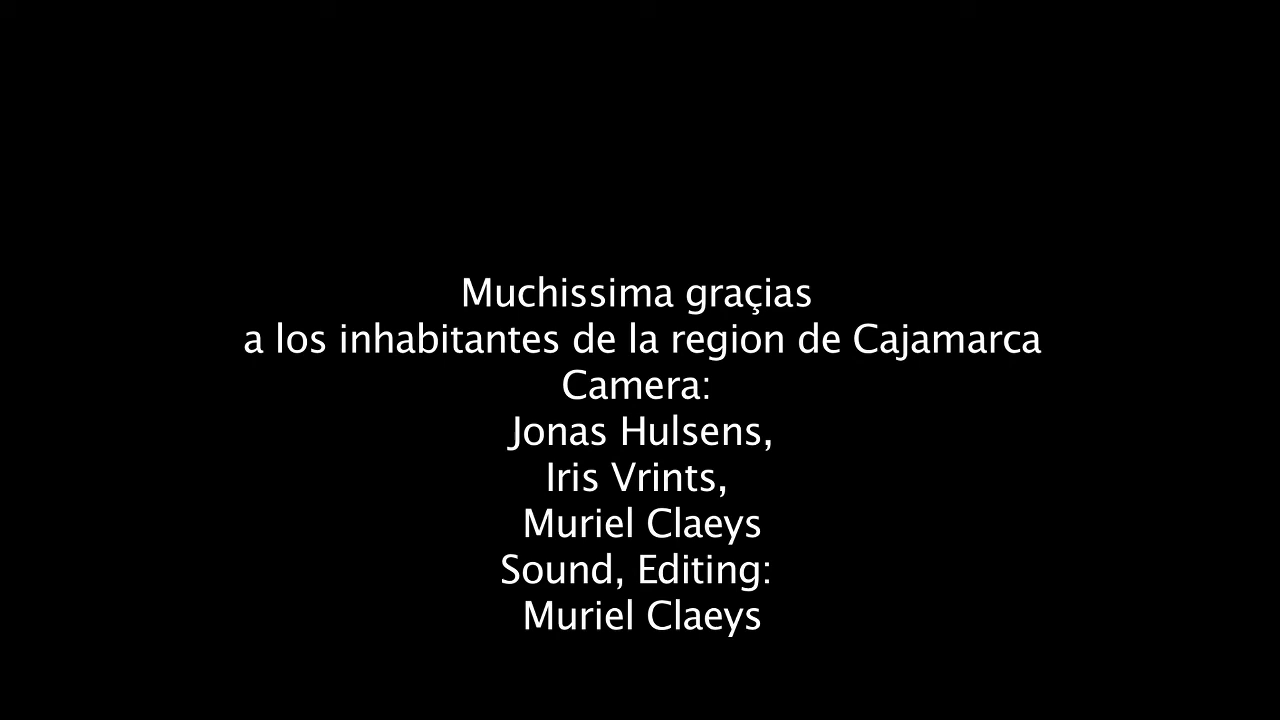 Muchissima graçias
a los inhabitantes de la region de Cajamarca
Camera:
Jonas Hulsens,
Iris Vrints,
Muriel Claeys
Sound, Editing:
Muriel Claeys